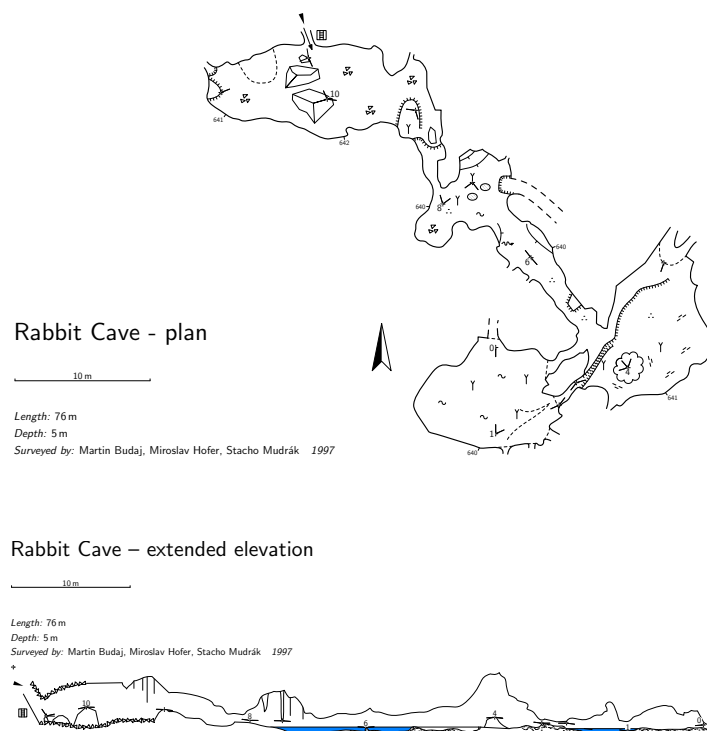 10
641
642
640
8
640
6
Rabbit Cave - plan
0
10 m
4
641
Length: 76 m
Depth: 5 m
1
Surveyed by: Martin Budaj, Miroslav Hofer, Stacho Mudrák 1997
640
Rabbit Cave – extended elevation
10 m
Length: 76 m
Depth: 5 m
Surveyed by: Martin Budaj, Miroslav Hofer, Stacho Mudrák 1997
10
8
6
4
1
0